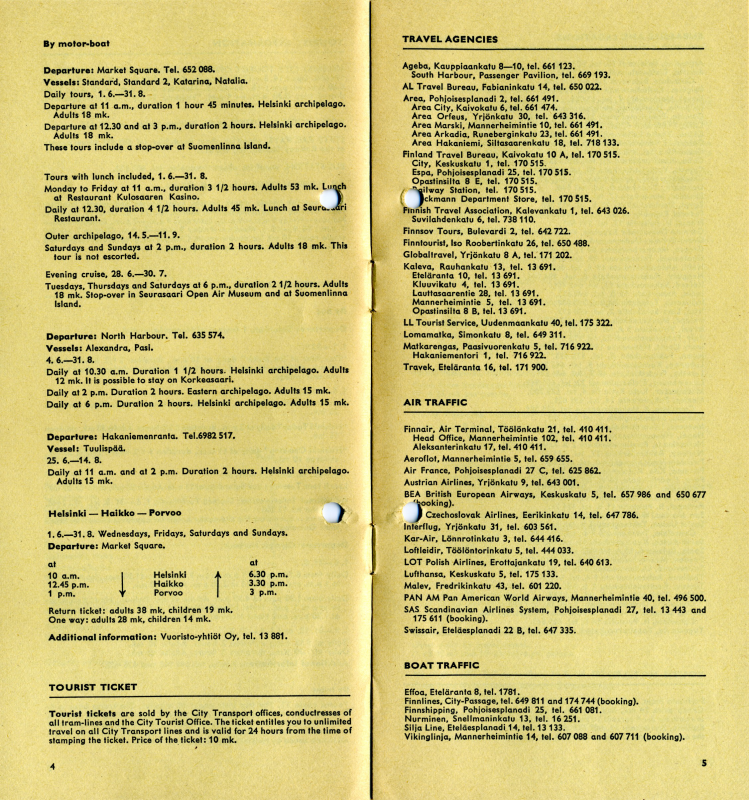 By motor-boat
Departure: Market Square. Tel. 652 088.
Vessels: Standard, Standard 2, Katarina, Natalia.
Daily tours, 1. 6.—31. 8.
Departure at 11 a.m., duration 1 hour 45 minutes. Helsinki archipelago.
Adults 18 mk.
Departure at 12.30 and at 3 p.m., duration 2 hours. Helsinki archipelago.
Adults 18 mk.
These tours include a stop-over at Suomenlinna Island.
Tours with lunch included, 1. 6.—31. 8.
Monday to Friday at 11 a.m., duration 3 1/2 hours. Adults 53 mk. Lunch
at Restaurant Kulosaaren Kasino.
Daily at 12.30, duration 4 1/2 hours. Adults 45 mk. Lunch at
Restaurant.
Outer archipelago, 14. 5.—11. 9.
Saturdays and Sundays at 2 p.m., duration 2 hours. Adults 18 mk. This
tour is not escorted.
Evening cruise, 28. 6.—30. 7.
Tuesdays, Thursdays and Saturdays at 6 p.m., duration 2 1/2 hours. Adults
18 mk. Stop-over in Seurasaari Open Air Museum and at Suomenlinna
Island.
Departure: North Harbour. Tel. 635 574.
Vessels: Alexandra, Pasi.
4. 6.—31. 8.
Daily at 10.30 a.m. Duration 1 1/2 hours. Helsinki archipelago. Adults
12 mk. It is possible to stay on Korkeasaari.
Daily at 2 p.m. Duration 2 hours. Eastern archipelago. Adults 15 mk.
Daily at 6 p.m. Duration 2 hours. Helsinki archipelago. Adults 15 mk.
Departure: Hakaniemenranta. Tel.6982 517.
Vessel: Tuulispää.
25. 6.—14. 8.
Daily at 11 a.m. and at 2 p.m. Duration 2 hours. Helsinki archipelago.
Adults 15 mk.
Helsinki — Haikko — Porvoo
1. 6.—31. 8. Wednesdays, Fridays, Saturdays and Sundays.
Departure: Market Square.
at at
10 a.m. Helsinki 6.30 p.m.
12.45 p.m. Haikko 3.30 p.m.
1 p.m. Porvoo 3 p.m.
Return ticket: adults 38 mk, children 19 mk.
One way: adults 28 mk, children 14 mk.
Additional information: Vuoristo-yhtiöt Oy, tel. 13 881.
TOURIST TICKET
Tourist tickets are sold by the City Transport offices, conductresses of
all tram-lines and the City Tourist Office. The ticket entitles you to unlimited
travel on all City Transport lines and is valid for 24 hours from the time of
stamping the ticket. Price of the ticket: 10 mk.
4
TRAVEL AGENCIES
Ageba, Kauppiaankatu 8—10, tel. 661 123.
South Harbour, Passenger Pavilion, tel. 669 193.
AL Travel Bureau, Fabianinkatu 14, tel. 650 022.
Area, Pohjoisesplanadi 2, tel. 661 491.
Area City, Kaivokatu 6, tel. 661 474.
Area Orfeus, Yrjönkatu 30, tel. 643 316.
Area Marski, Mannerheimintie 10, tel. 661 491.
Area Arkadia, Runeberginkatu 23, tel. 661 491.
Area Hakaniemi, Siltasaarenkatu 18, tel. 718 133.
Finland Travel Bureau, Kaivokatu 10 A, tel. 170 515.
City, Keskuskatu 1, tel. 170 515.
Espa, Pohjoisesplanadi 25, tel. 170 515.
Opastinsilta 8 E, tel. 170 515.
Railway Station, tel. 170 515.
Department Store, tel. 170 515.
Finnish Travel Association, Kalevankatu 1, tel. 643 026.
Suvilahdenkatu 6, tel. 738 110.
Finnsov Tours, Bulevardi 2, tel. 642 722.
Finntourist, Iso Roobertinkatu 26, tel. 650 488.
Globaltravel, Yrjönkatu 8 A, tel. 171 202.
Kaleva, Rauhankatu 13, tel. 13 691.
Eteläranta 10, tel. 13 691.
Kluuvikatu 4, tel. 13 691.
Lauttasaarentie 28, tel. 13 691.
Mannerheimintie 5, tel. 13 691.
Opastinsilta 8 B, tel. 13 691.
LL Tourist Service, Uudenmaankatu 40, tel. 175 322.
Lomamatka, Simonkatu 8, tel. 649 311.
Matkarengas, Paasivuorenkatu 5, tel. 716 922.
Hakaniementori 1, tel. 716 922.
Travek, Eteläranta 16, tel. 171 900.
AIR TRAFFIC
Finnair, Air Terminal, Töölönkatu 21, tel. 410 411.
Head Office, Mannerheimintie 102, tel. 410 411.
Aleksanterinkatu 17, tel. 410 411.
Aeroflot, Mannerheimintie 5, tel. 659 655.
Air France, Pohjoisesplanadi 27 C, tel. 625 862.
Austrian Airlines, Yrjönkatu 9, tel. 643 001.
BEA British European Airways, Keskuskatu 5, tel. 657 986 and 650 677
(booking).
Czechoslovak Airlines, Eerikinkatu 14, tel. 647 786.
Interflug, Yrjönkatu 31, tel. 603 561.
Kar-Air, Lönnrotinkatu 3, tel. 644 416.
Loftleidir, Töölöntorinkatu 5, tel. 444 033.
LOT Polish Airlines, Erottajankatu 19, tel. 640 613.
Lufthansa, Keskuskatu 5, tel. 175 133.
Malev, Fredrikinkatu 43, tel. 601 220.
PAN AM Pan American World Airways, Mannerheimintie 40, tel. 496 500.
SAS Scandinavian Airlines System, Pohjoisesplanadi 27, tel. 13 443 and
175 611 (booking).
Swissair, Eteläesplanadi 22 B, tel. 647 335.
BOAT TRAFFIC
Effoa, Eteläranta 8, tel. 1781.
Finnlines, City-Passage, tel. 649 811 and 174 744 (booking).
Finnshipping, Pohjoisesplanadi 25, tel. 661 081.
Nurminen, Snellmaninkatu 13, tel. 16 251.
Silja Line, Eteläesplanadi 14, tel. 13 133.
Vikinglinja, Mannerheimintie 14, tel. 607 088 and 607 711 (booking).
5